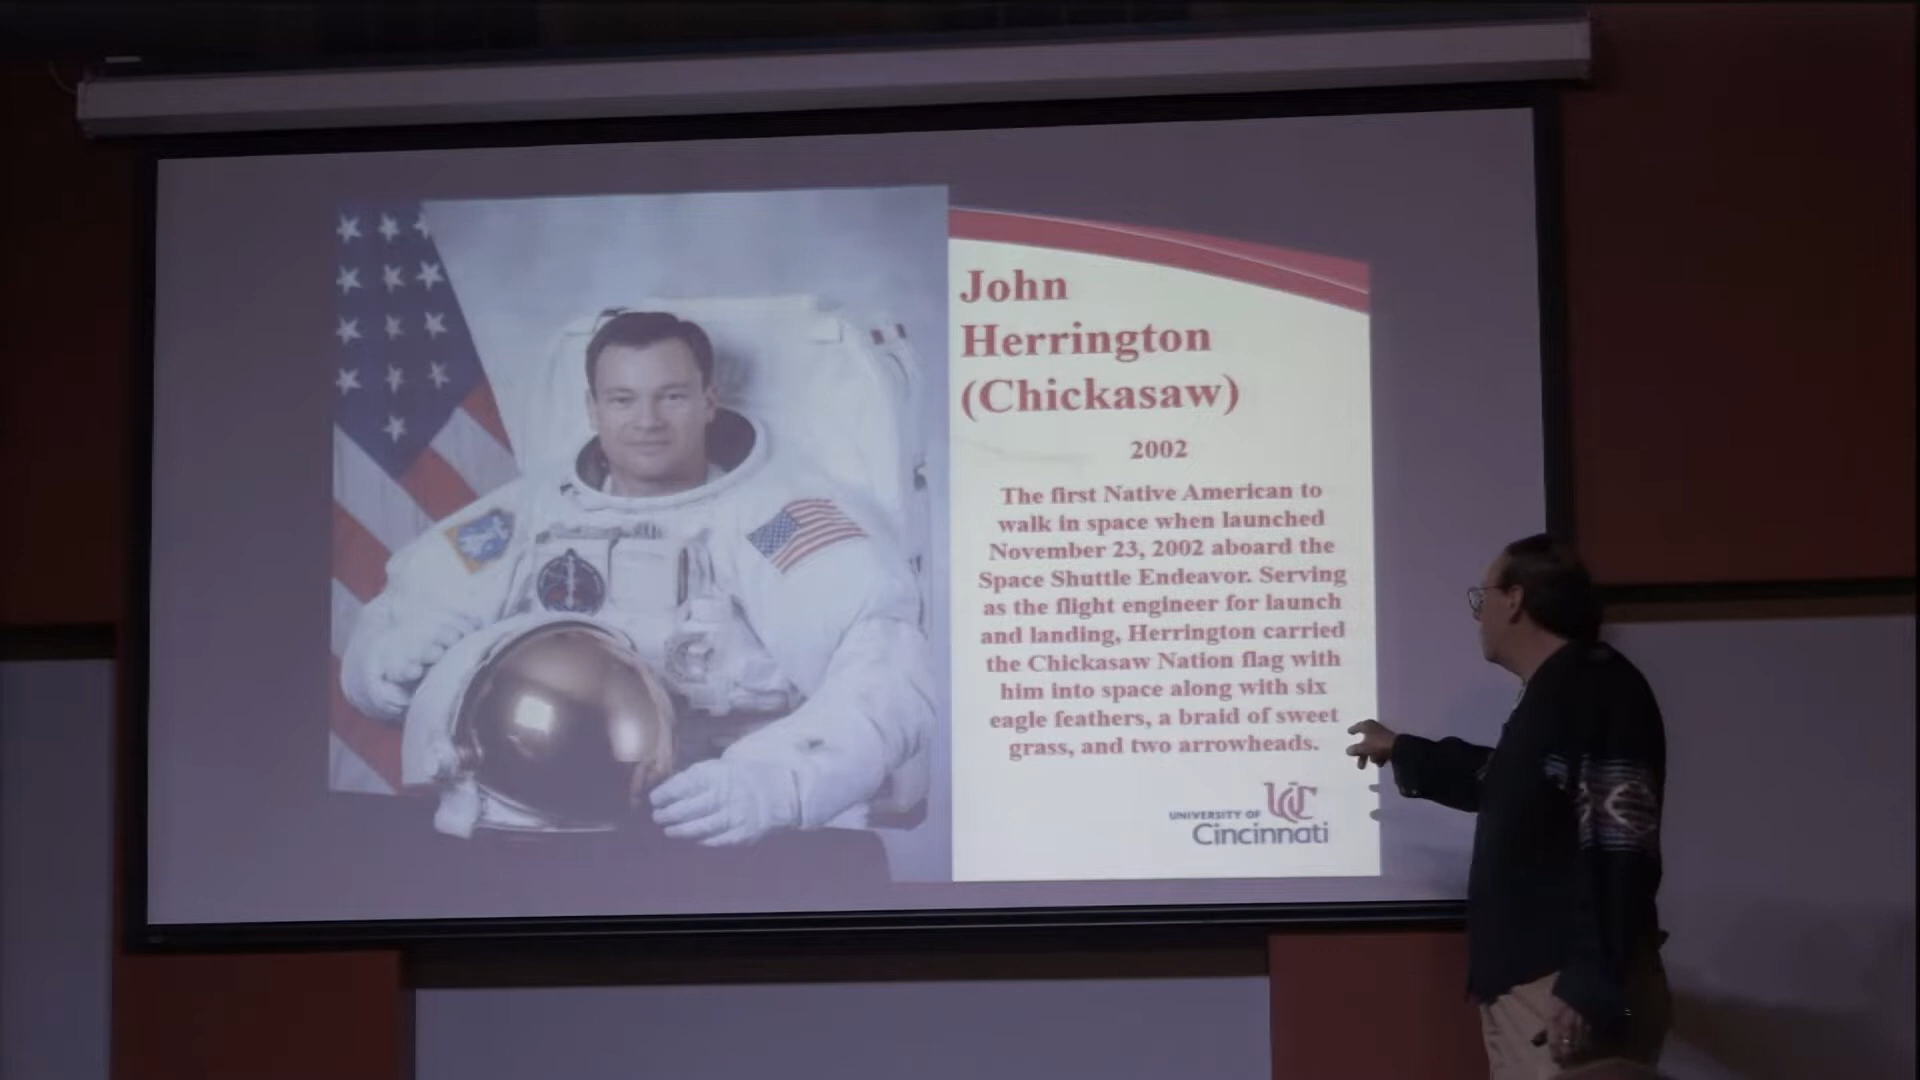 John
Herrington
(Chickasaw)
2002
The first Native American to
walk in space when launched
November 23, 2002 aboard the
Space Shuttle Endeavor. Serving
as the flight engineer for launch
and landing, Herrington carried
the Chickasaw Nation flag with
him into space along with six
eagle feathers, a braid of sweet
grass, and two arrowheads.
UC
UNIVERSITY OF
Cincinnati